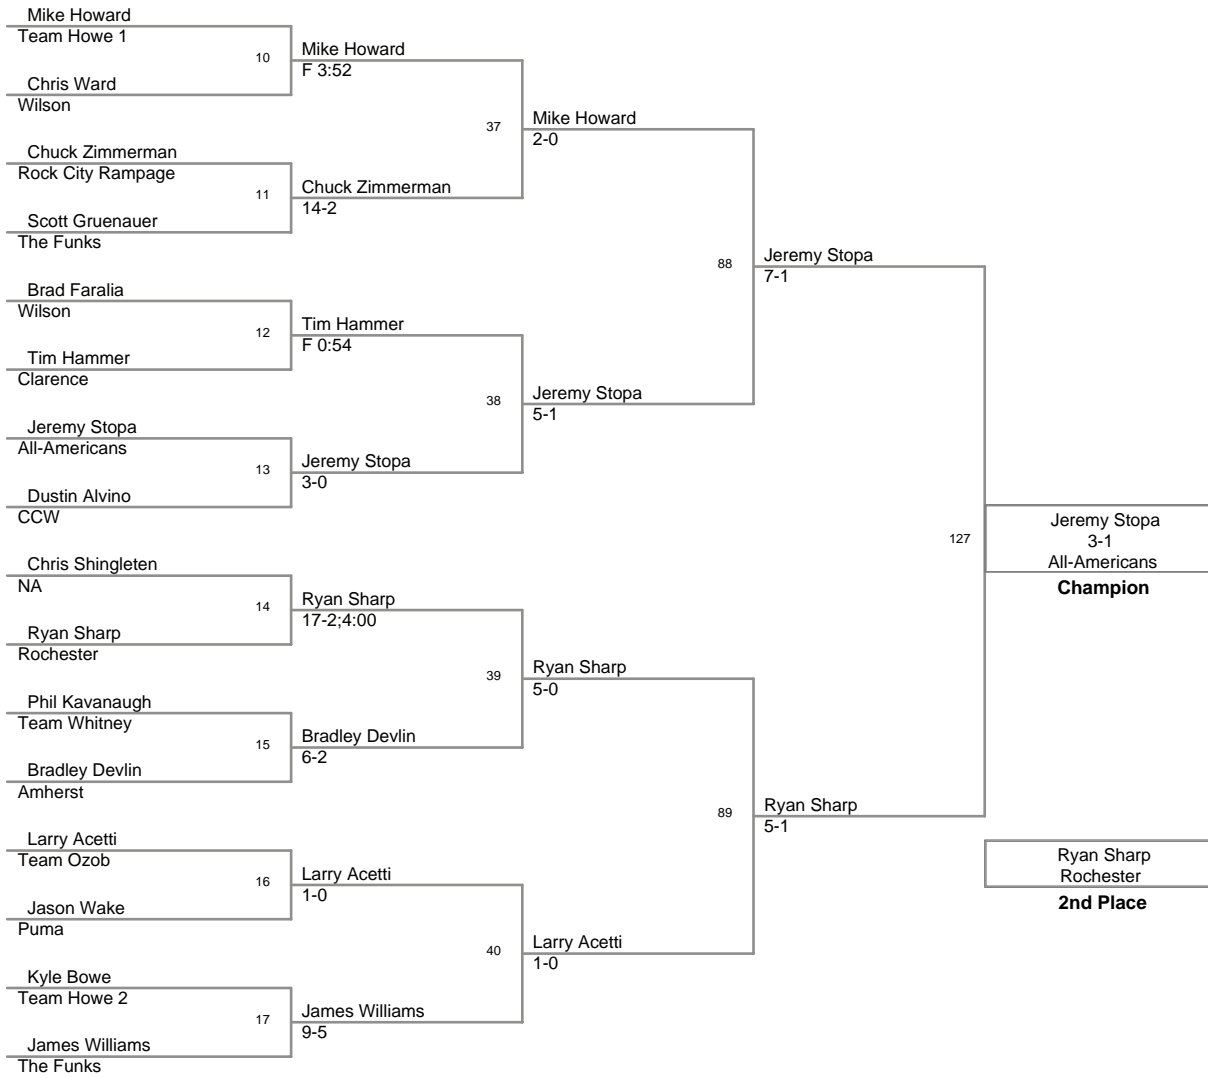 Mike Howard
Team Howe 1
10
Mike Howard
F 3:52
Chris Ward
Wilson
37
Mike Howard
2-0
Chuck Zimmerman
Rock City Rampage
11
Chuck Zimmerman
14-2
Scott Gruenauer
The Funks
88
Jeremy Stopa
7-1
Brad Faralia
Wilson
12
Tim Hammer
F 0:54
Tim Hammer
Clarence
38
Jeremy Stopa
5-1
Jeremy Stopa
All-Americans
13
Jeremy Stopa
3-0
Dustin Alvino
CCW
127
Jeremy Stopa
3-1
All-Americans
Champion
Chris Shingleten
NA
14
Ryan Sharp
17-2;4:00
Ryan Sharp
Rochester
39
Ryan Sharp
5-0
Phil Kavanaugh
Team Whitney
15
Bradley Devlin
6-2
Bradley Devlin
Amherst
89
Ryan Sharp
5-1
Larry Acetti
Team Ozob
16
Larry Acetti
1-0
Jason Wake
Puma
Ryan Sharp
Rochester
2nd Place
40
Larry Acetti
1-0
Kyle Bowe
Team Howe 2
17
James Williams
9-5
James Williams
The Funks